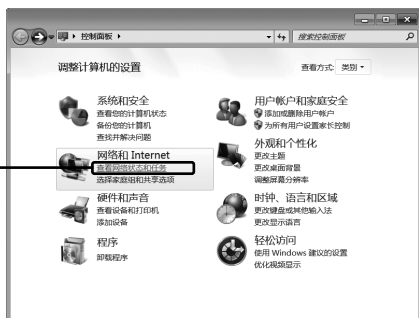 控制面板
搜索控制面板
调整计算机的设置
查看方式: 类别
系统和安全
查看您的计算机状态
备份您的计算机
查找并解决问题
网络和 Internet
查看网络状态和任务
选择家庭组和共享选项
硬件和声音
查看设备和打印机
添加设备
程序
卸载程序
用户帐户和家庭安全
添加或删除用户帐户
为所有用户设置家长控制
外观和个性化
更改主题
更改桌面背景
调整屏幕分辨率
时钟、语言和区域
更改键盘或其他输入法
更改显示语言
轻松访问
使用 Windows 建议的设置
优化视频显示